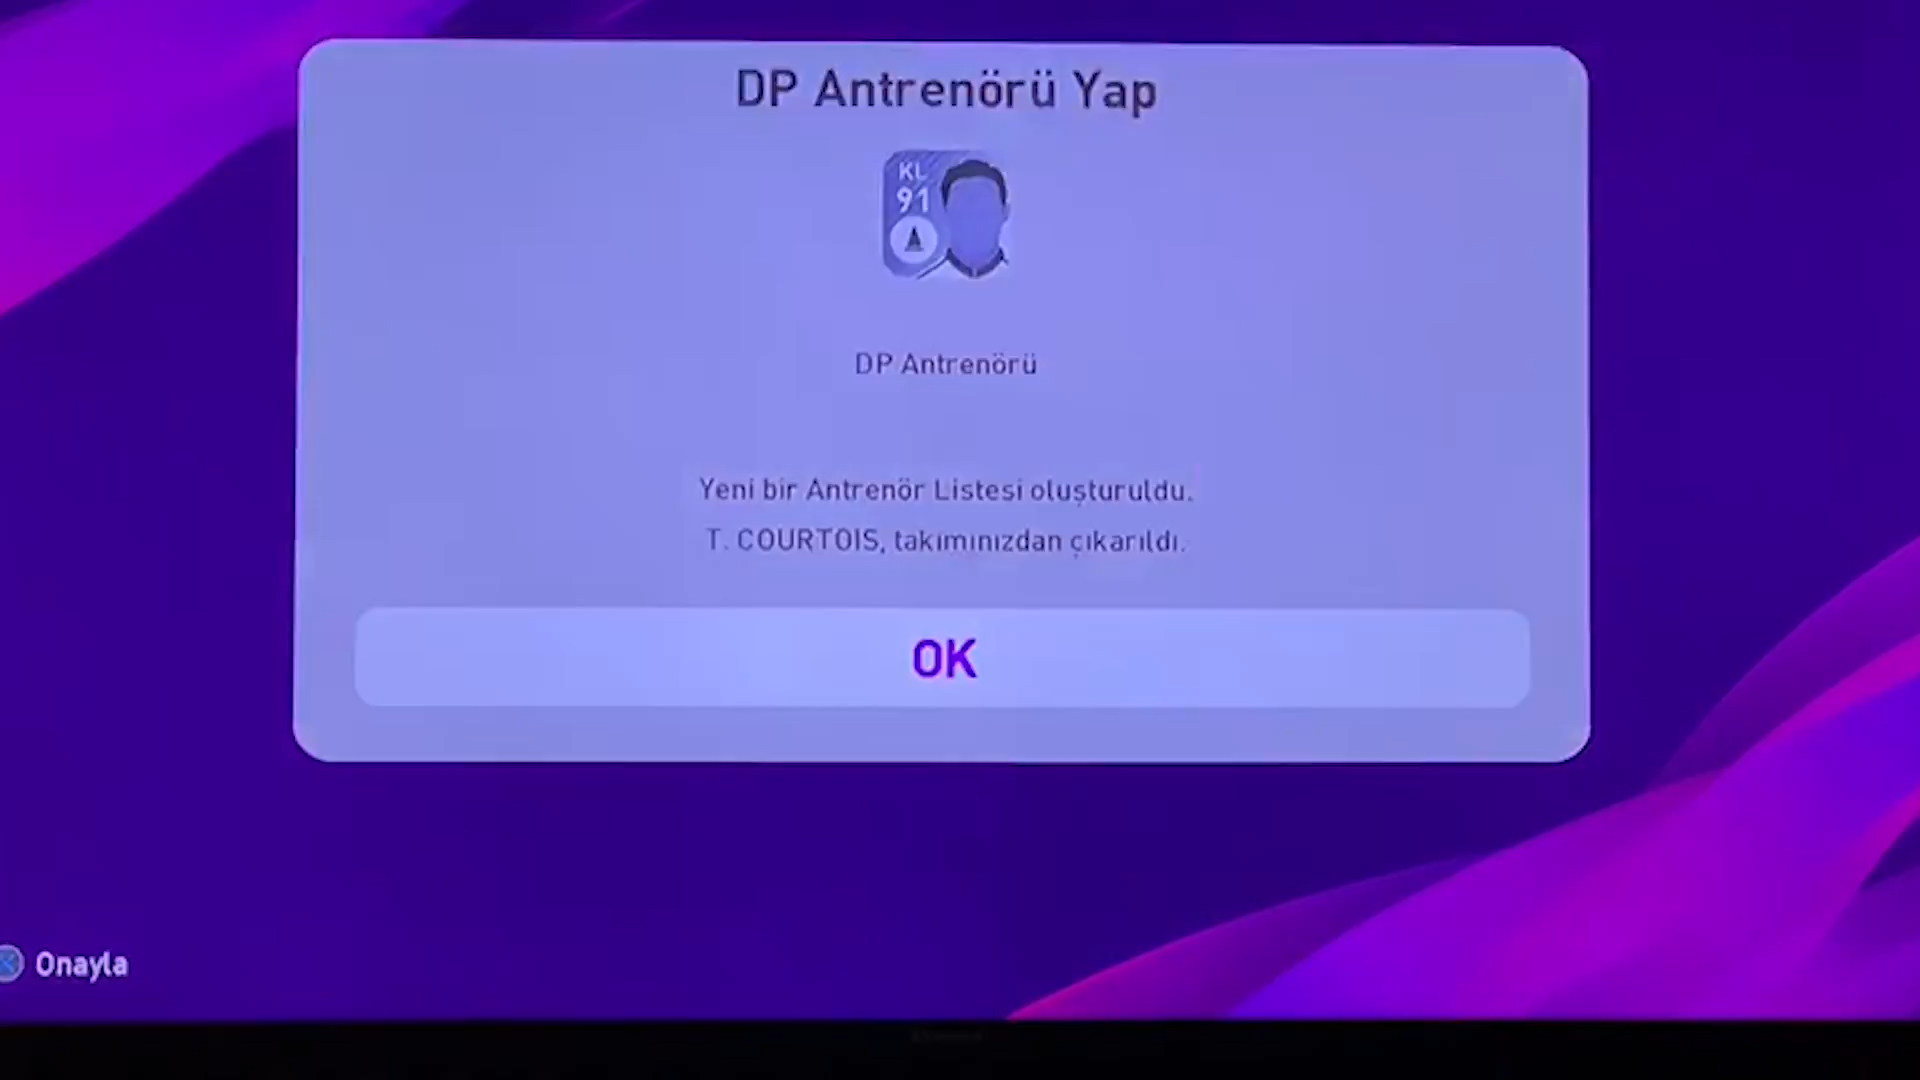 DP Antrenörü Yap
KL
91
DP Antrenörü
Yeni bir Antrenör Listesi oluşturuldu.
T. COURTOIS, takımınızdan çıkarıldı.
OK
Onayla